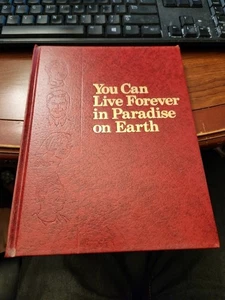 You Can
Live Forever
in Paradise
on Earth